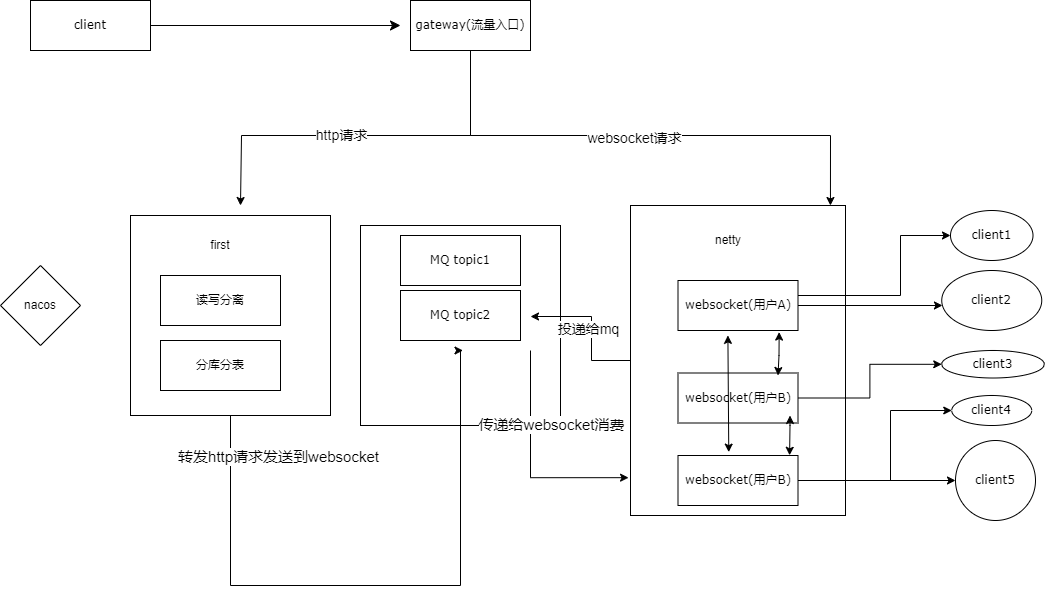 client
gateway(流量入口)
http请求
websocket请求
first
读写分离
分库分表
nacos
MQ topic1
MQ topic2
投递给mq
传递给websocket消费
转发http请求发送到websocket
netty
websocket(用户A)
websocket(用户B)
websocket(用户B)
client1
client2
client3
client4
client5